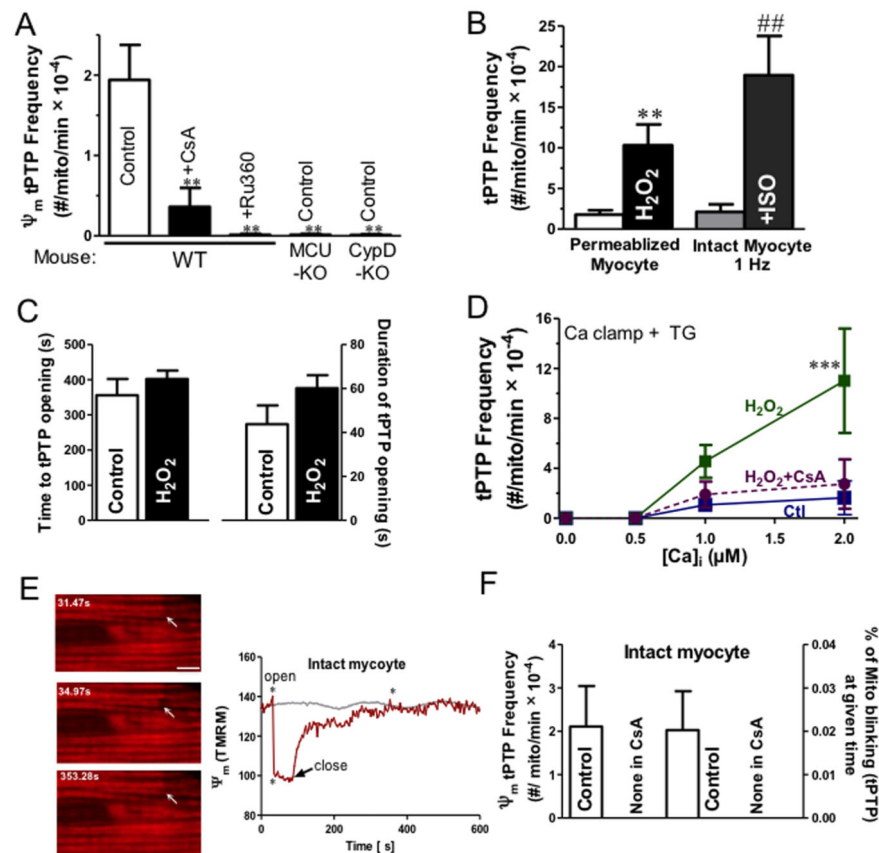 A
Ψm tPTP Frequency
(#/mito/min × 10-4)
2
1
0
Control
+CsA
**
+Ru360
**
Control
**
Control
**
Mouse:
WT
MCU
-KO
CypD
-KO
B
tPTP Frequency
(#/mito/min × 10-4)
25
20
15
10
5
0
**
H2O2
##
+ISO
Permeablized
Myocyte
Intact Myocyte
1 Hz
C
Time to tPTP opening (s)
500
400
300
200
100
0
Control
H2O2
Control
H2O2
80
60
40
20
0
Duration of
tPTP opening (s)
D
Ca clamp + TG
tPTP Frequency
(#/mito/min × 10-4)
16
12
8
4
0
***
H2O2
H2O2+CsA
Ctl
0.0
0.5
1.0
1.5
2.0
[Ca]i (µM)
E
31.47s
34.97s
353.28s
Intact mycoyte
Ψm (TMRM)
160
140
120
100
80
open
*
*
*
close
0
200
400
600
Time [ s]
F
Intact myocyte
Ψm tPTP Frequency
(#/ mito/min × 10-4)
4
3
2
1
0
Control
None in CsA
Control
None in CsA
0.04
0.03
0.02
0.01
0.00
% of Mito blinking (tPTP)
at given time